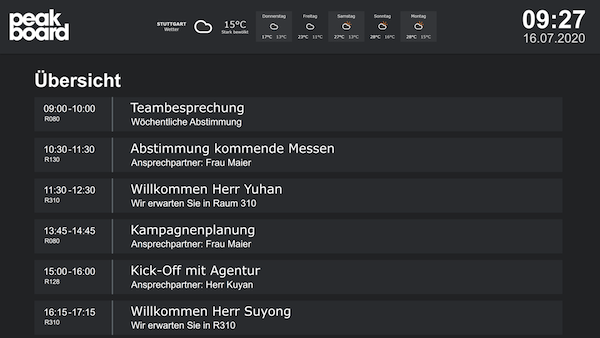 peak
board
STUTTGART
Wetter
15°C
Stark bewölkt
Donnerstag
17°C 13°C
Freitag
23°C 11°C
Samstag
27°C 13°C
Sonntag
28°C 16°C
Montag
28°C 15°C
09:27
16.07.2020
Übersicht
09:00-10:00
R080
Teambesprechung
Wöchentliche Abstimmung
10:30-11:30
R130
Abstimmung kommende Messen
Ansprechpartner: Frau Maier
11:30-12:30
R310
Willkommen Herr Yuhan
Wir erwarten Sie in Raum 310
13:45-14:45
R080
Kampagnenplanung
Ansprechpartner: Frau Maier
15:00-16:00
R128
Kick-Off mit Agentur
Ansprechpartner: Herr Kuyan
16:15-17:15
R310
Willkommen Herr Suyong
Wir erwarten Sie in R310